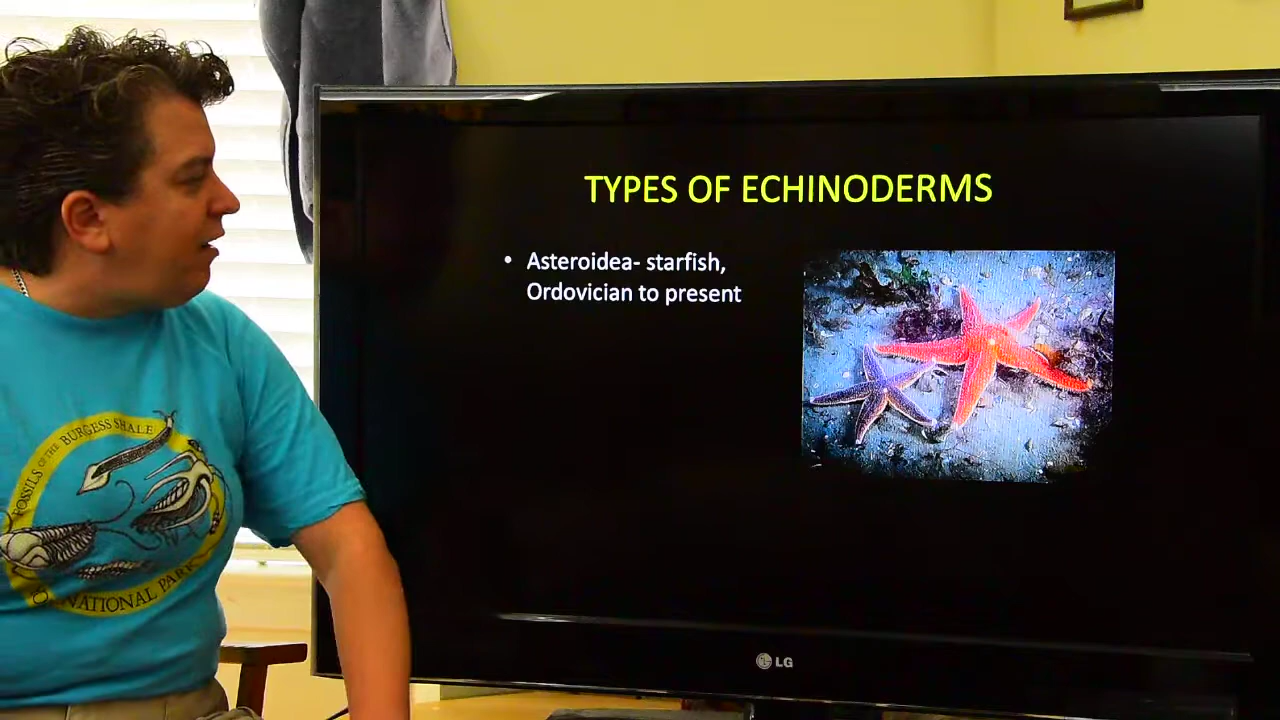 TYPES OF ECHINODERMS
• Asteroidea- starfish,
Ordovician to present
FOSSILS OF THE BURGESS SHALE
NATIONAL PARK
LG